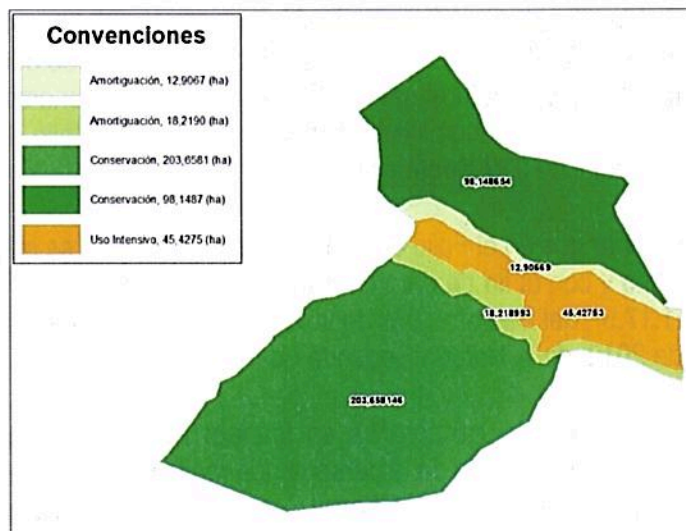 Convenciones
Amortiguación, 12,9067 (ha)
Amortiguación, 18,2190 (ha)
Conservación, 203,6581 (ha)
Conservación, 98,1487 (ha)
Uso Intensivo, 45,4275 (ha)
98,148654
12,90669
18,218993
45,42753
203,658146